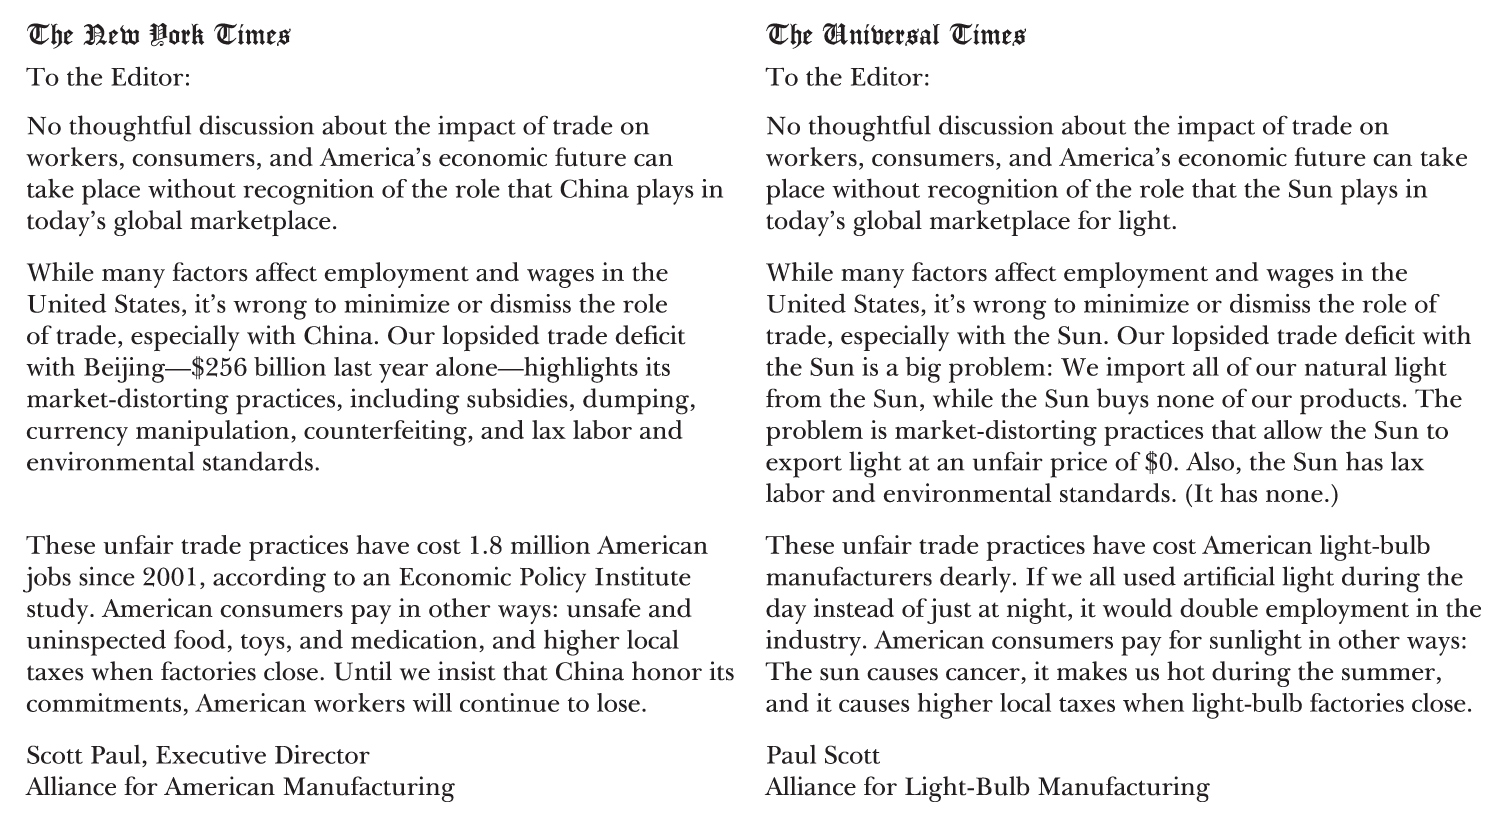 The New York Times
To the Editor:
No thoughtful discussion about the impact of trade on
workers, consumers, and America’s economic future can
take place without recognition of the role that China plays in
today’s global marketplace.
While many factors affect employment and wages in the
United States, it’s wrong to minimize or dismiss the role
of trade, especially with China. Our lopsided trade deficit
with Beijing—$256 billion last year alone—highlights its
market-distorting practices, including subsidies, dumping,
currency manipulation, counterfeiting, and lax labor and
environmental standards.
These unfair trade practices have cost 1.8 million American
jobs since 2001, according to an Economic Policy Institute
study. American consumers pay in other ways: unsafe and
uninspected food, toys, and medication, and higher local
taxes when factories close. Until we insist that China honor its
commitments, American workers will continue to lose.
Scott Paul, Executive Director
Alliance for American Manufacturing
The Universal Times
To the Editor:
No thoughtful discussion about the impact of trade on
workers, consumers, and America’s economic future can take
place without recognition of the role that the Sun plays in
today’s global marketplace for light.
While many factors affect employment and wages in the
United States, it’s wrong to minimize or dismiss the role of
trade, especially with the Sun. Our lopsided trade deficit with
the Sun is a big problem: We import all of our natural light
from the Sun, while the Sun buys none of our products. The
problem is market-distorting practices that allow the Sun to
export light at an unfair price of $0. Also, the Sun has lax
labor and environmental standards. (It has none.)
These unfair trade practices have cost American light-bulb
manufacturers dearly. If we all used artificial light during the
day instead of just at night, it would double employment in the
industry. American consumers pay for sunlight in other ways:
The sun causes cancer, it makes us hot during the summer,
and it causes higher local taxes when light-bulb factories close.
Paul Scott
Alliance for Light-Bulb Manufacturing